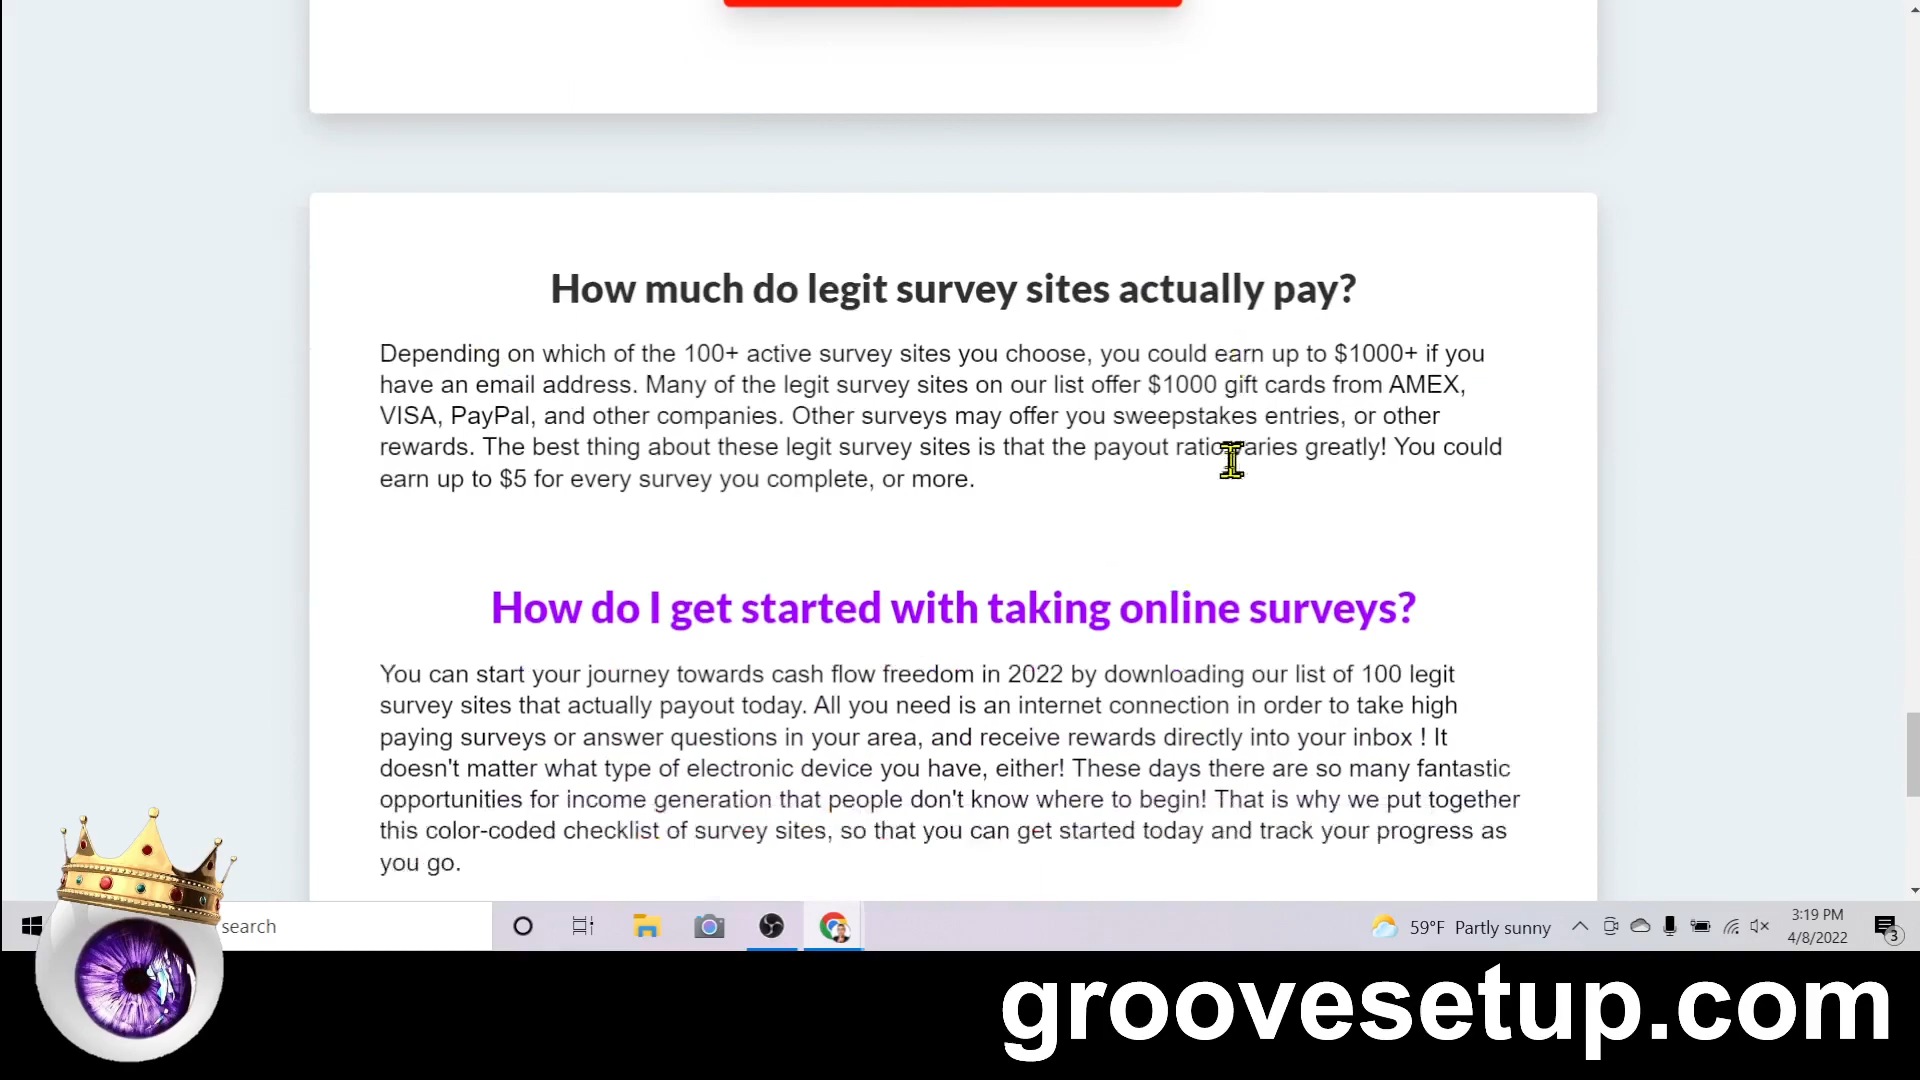 How much do legit survey sites actually pay?
Depending on which of the 100+ active survey sites you choose, you could earn up to $1000+ if you
have an email address. Many of the legit survey sites on our list offer $1000 gift cards from AMEX,
VISA, PayPal, and other companies. Other surveys may offer you sweepstakes entries, or other
rewards. The best thing about these legit survey sites is that the payout ratio varies greatly! You could
earn up to $5 for every survey you complete, or more.
How do I get started with taking online surveys?
You can start your journey towards cash flow freedom in 2022 by downloading our list of 100 legit
survey sites that actually payout today. All you need is an internet connection in order to take high
paying surveys or answer questions in your area, and receive rewards directly into your inbox ! It
doesn't matter what type of electronic device you have, either! These days there are so many fantastic
opportunities for income generation that people don't know where to begin! That is why we put together
this color-coded checklist of survey sites, so that you can get started today and track your progress as
you go.
search
59°F Partly sunny
3:19 PM
4/8/2022
3
groovesetup.com